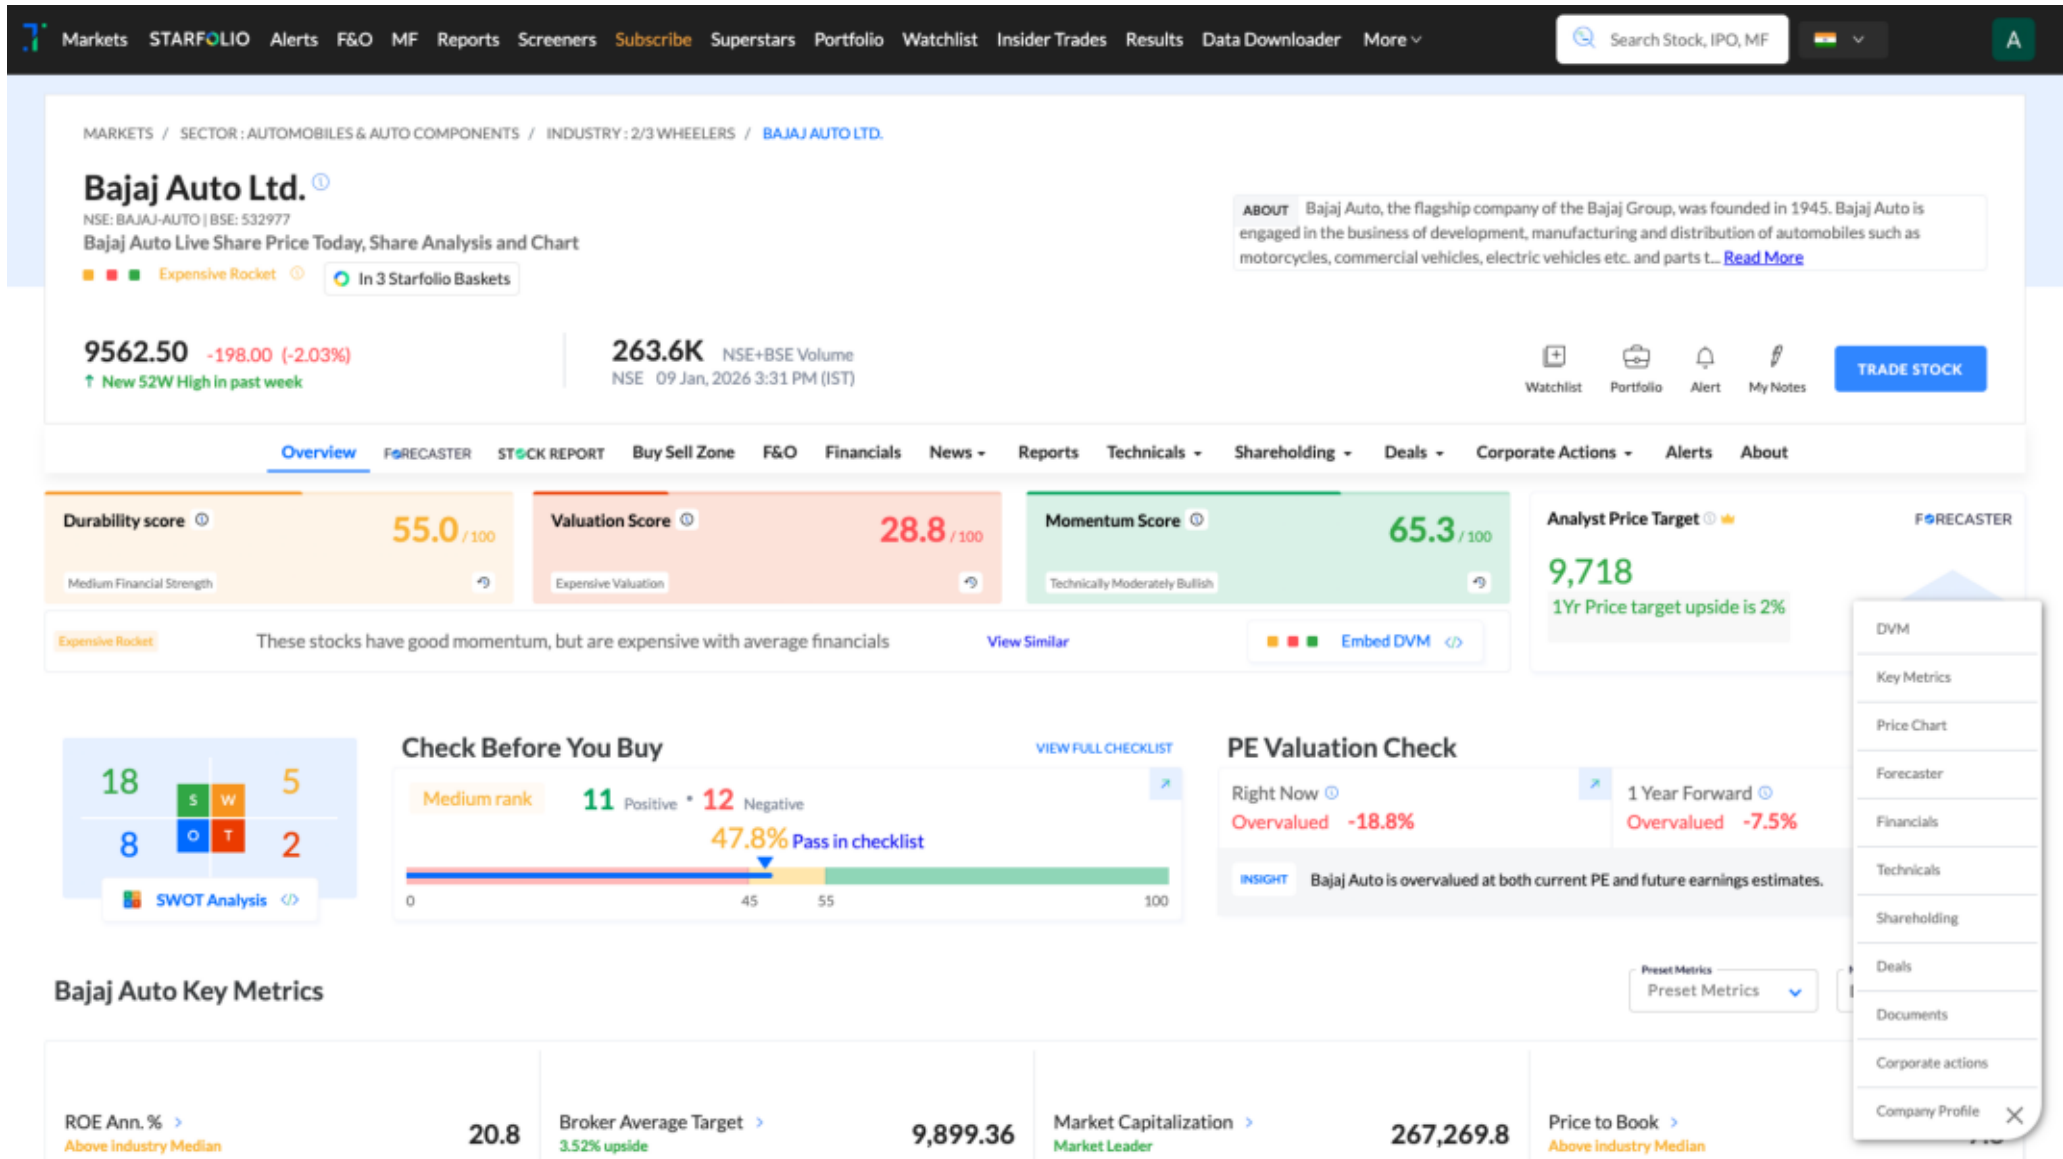 Markets STARFOLIO Alerts F&O MF Reports Screeners Subscribe Superstars Portfolio Watchlist Insider Trades Results Data Downloader More Search Stock, IPO, MF A
MARKETS / SECTOR : AUTOMOBILES & AUTO COMPONENTS / INDUSTRY : 2/3 WHEELERS / BAJAJ AUTO LTD.
Bajaj Auto Ltd.
NSE: BAJAJ-AUTO | BSE: 532977
Bajaj Auto Live Share Price Today, Share Analysis and Chart
Expensive Rocket In 3 Starfolio Baskets
ABOUT Bajaj Auto, the flagship company of the Bajaj Group, was founded in 1945. Bajaj Auto is
engaged in the business of development, manufacturing and distribution of automobiles such as
motorcycles, commercial vehicles, electric vehicles etc. and parts t... Read More
9562.50 -198.00 (-2.03%)
↑ New 52W High in past week
263.6K NSE+BSE Volume
NSE 09 Jan, 2026 3:31 PM (IST)
Watchlist Portfolio Alert My Notes TRADE STOCK
Overview FORECASTER STOCK REPORT Buy Sell Zone F&O Financials News Reports Technicals Shareholding Deals Corporate Actions Alerts About
Durability score 55.0 / 100
Medium Financial Strength
Valuation Score 28.8 / 100
Expensive Valuation
Momentum Score 65.3 / 100
Technically Moderately Bullish
Analyst Price Target FORECASTER
9,718
1Yr Price target upside is 2%
Expensive Rocket These stocks have good momentum, but are expensive with average financials View Similar Embed DVM </>
18 5
S W
O T
8 2
SWOT Analysis </>
Check Before You Buy VIEW FULL CHECKLIST
Medium rank 11 Positive • 12 Negative
47.8% Pass in checklist
0 45 55 100
PE Valuation Check
Right Now
Overvalued -18.8%
1 Year Forward
Overvalued -7.5%
INSIGHT Bajaj Auto is overvalued at both current PE and future earnings estimates.
Bajaj Auto Key Metrics
Preset Metrics
Preset Metrics
ROE Ann. % 20.8
Above industry Median
Broker Average Target 9,899.36
3.52% upside
Market Capitalization 267,269.8
Market Leader
Price to Book
Above industry Median
DVM
Key Metrics
Price Chart
Forecaster
Financials
Technicals
Shareholding
Deals
Documents
Corporate actions
Company Profile